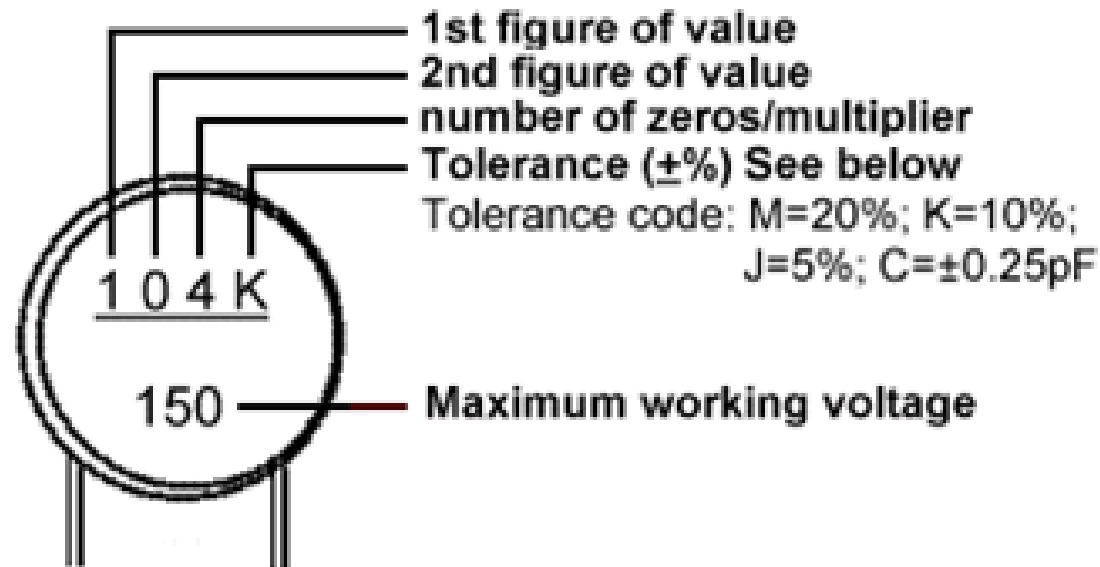 1st figure of value
2nd figure of value
number of zeros/multiplier
Tolerance (±%) See below
Tolerance code: M=20%; K=10%;
J=5%; C=±0.25pF
104K
150
Maximum working voltage